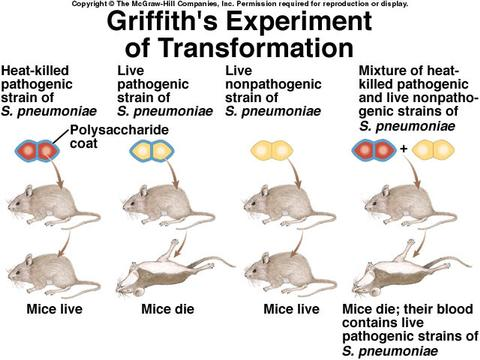 Copyright © The McGraw-Hill Companies, Inc. Permission required for reproduction or display.
Griffith's Experiment
of Transformation
Heat-killed
pathogenic
strain of
S. pneumoniae
Live
pathogenic
strain of
S. pneumoniae
Live
nonpathogenic
strain of
S. pneumoniae
Mixture of heat-
killed pathogenic
and live nonpatho-
genic strains of
S. pneumoniae
Polysaccharide
coat
+
Mice live
Mice die
Mice live
Mice die; their blood
contains live
pathogenic strains of
S. pneumoniae